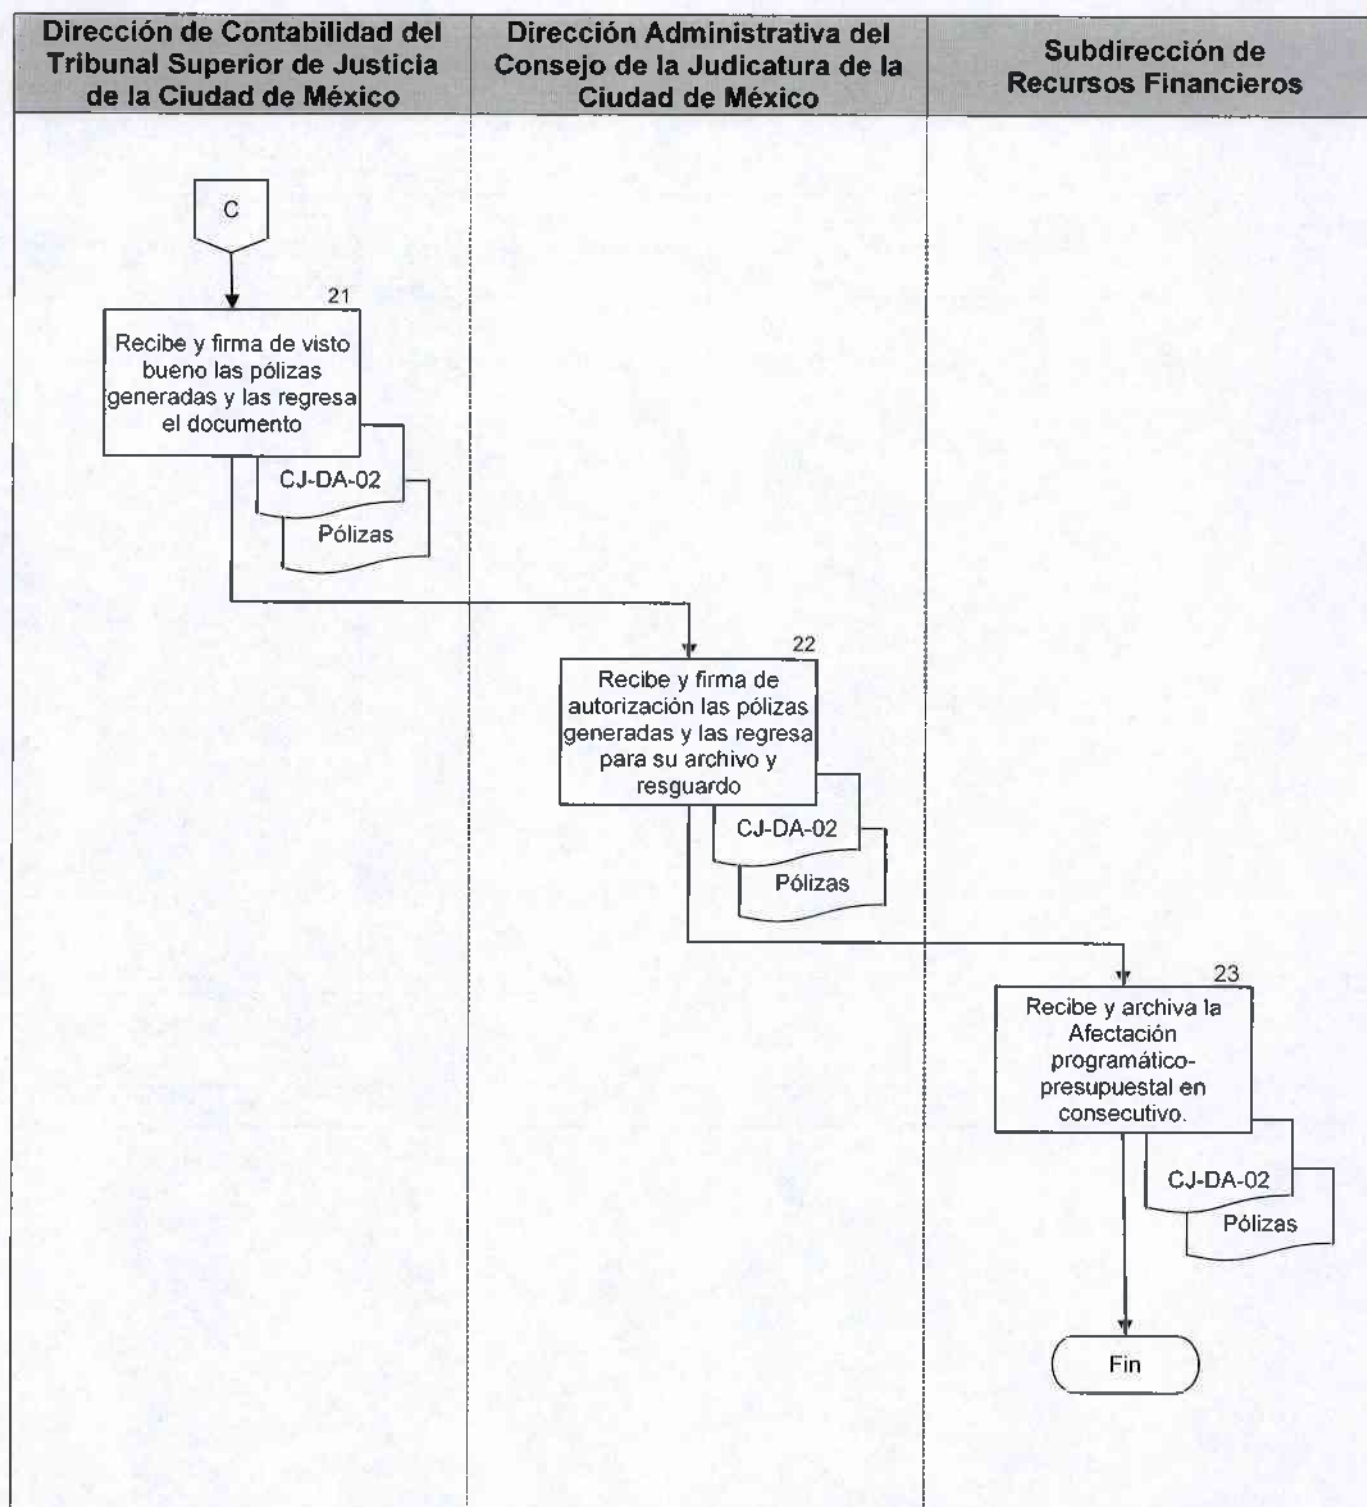 Dirección de Contabilidad del
Tribunal Superior de Justicia
de la Ciudad de México
Dirección Administrativa del
Consejo de la Judicatura de la
Ciudad de México
Subdirección de
Recursos Financieros
C
21
Recibe y firma de visto
bueno las pólizas
generadas y las regresa
el documento
CJ-DA-02
Pólizas
22
Recibe y firma de
autorización las pólizas
generadas y las regresa
para su archivo y
resguardo
CJ-DA-02
Pólizas
23
Recibe y archiva la
Afectación
programático-
presupuestal en
consecutivo.
CJ-DA-02
Pólizas
Fin